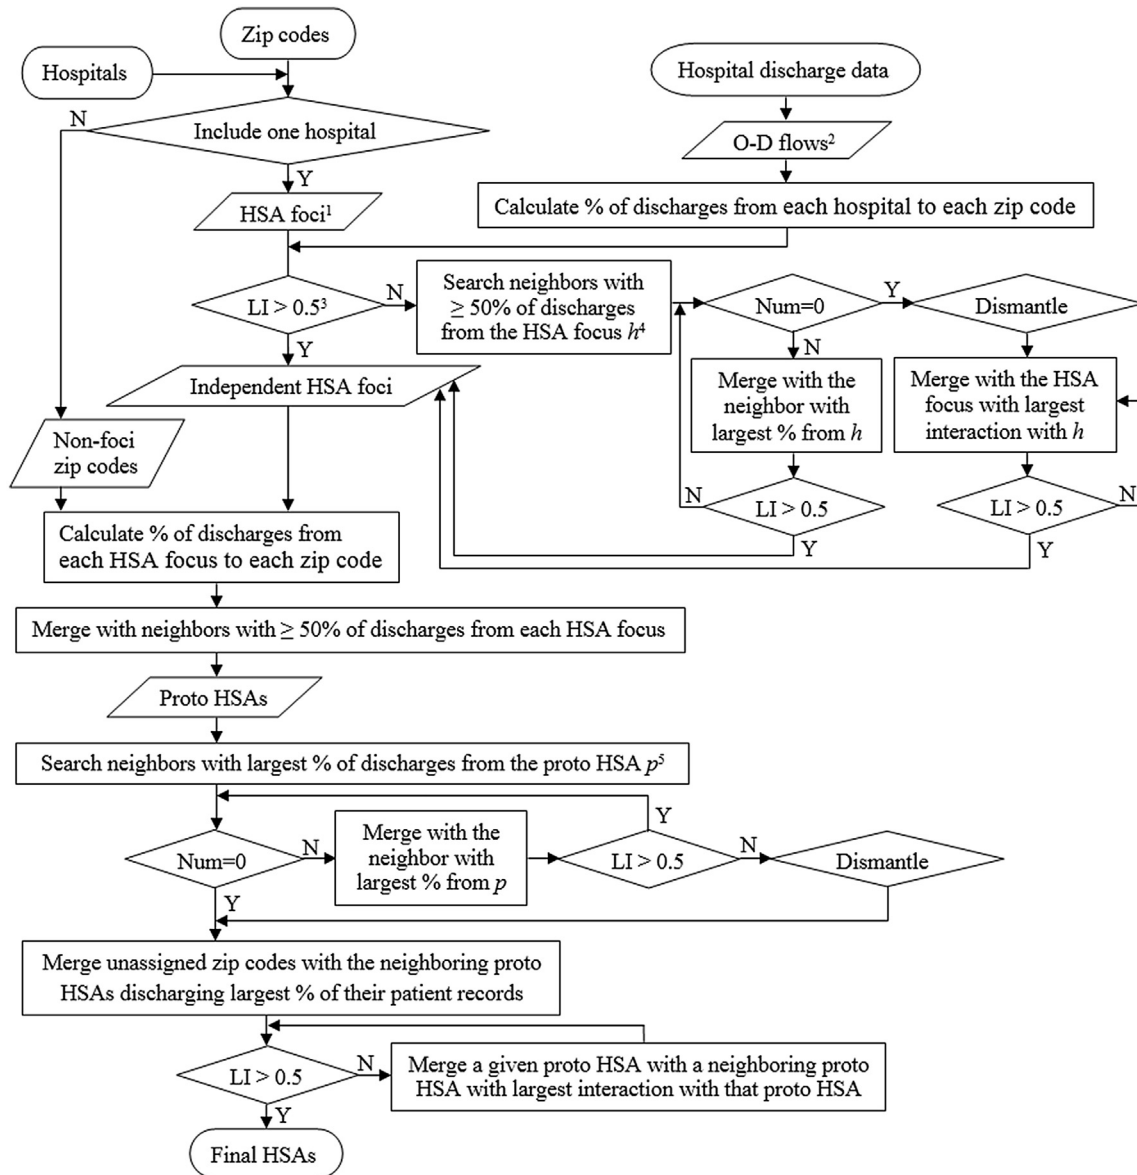 Zip codes
Hospitals
Hospital discharge data
N
Include one hospital
Y
O-D flows²
HSA foci¹
Calculate % of discharges from each hospital to each zip code
LI > 0.5³
N
Search neighbors with
≥ 50% of discharges
from the HSA focus h⁴
Num=0
Y
Dismantle
Y
N
Independent HSA foci
Merge with the
neighbor with
largest % from h
Merge with the HSA
focus with largest
interaction with h
Non-foci
zip codes
N
LI > 0.5
Y
LI > 0.5
N
Y
Calculate % of discharges from
each HSA focus to each zip code
Merge with neighbors with ≥ 50% of discharges from each HSA focus
Proto HSAs
Search neighbors with largest % of discharges from the proto HSA p⁵
Y
Num=0
N
Merge with the
neighbor with
largest % from p
LI > 0.5
N
Dismantle
Y
Merge unassigned zip codes with the neighboring proto
HSAs discharging largest % of their patient records
LI > 0.5
N
Merge a given proto HSA with a neighboring proto
HSA with largest interaction with that proto HSA
Y
Final HSAs